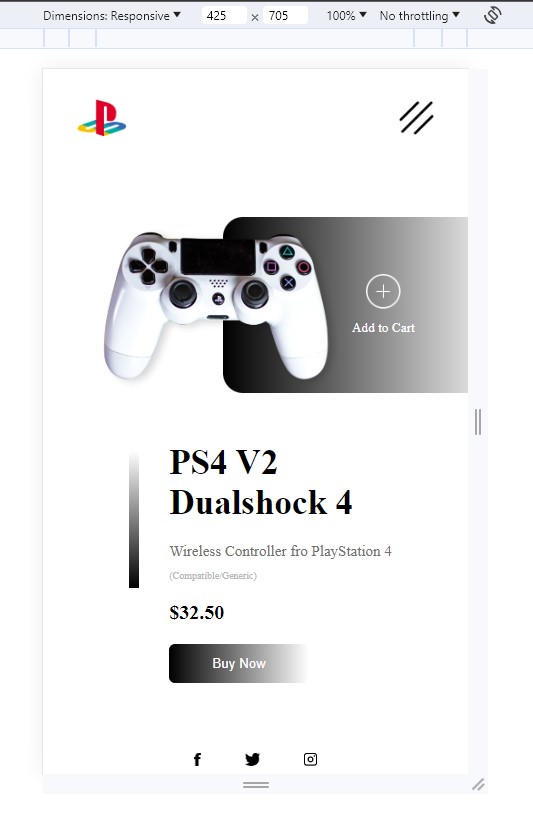 Dimensions: Responsive 425 x 705 100% No throttling
Add to Cart
PS4 V2
Dualshock 4
Wireless Controller fro PlayStation 4
(Compatible/Generic)
$32.50
Buy Now